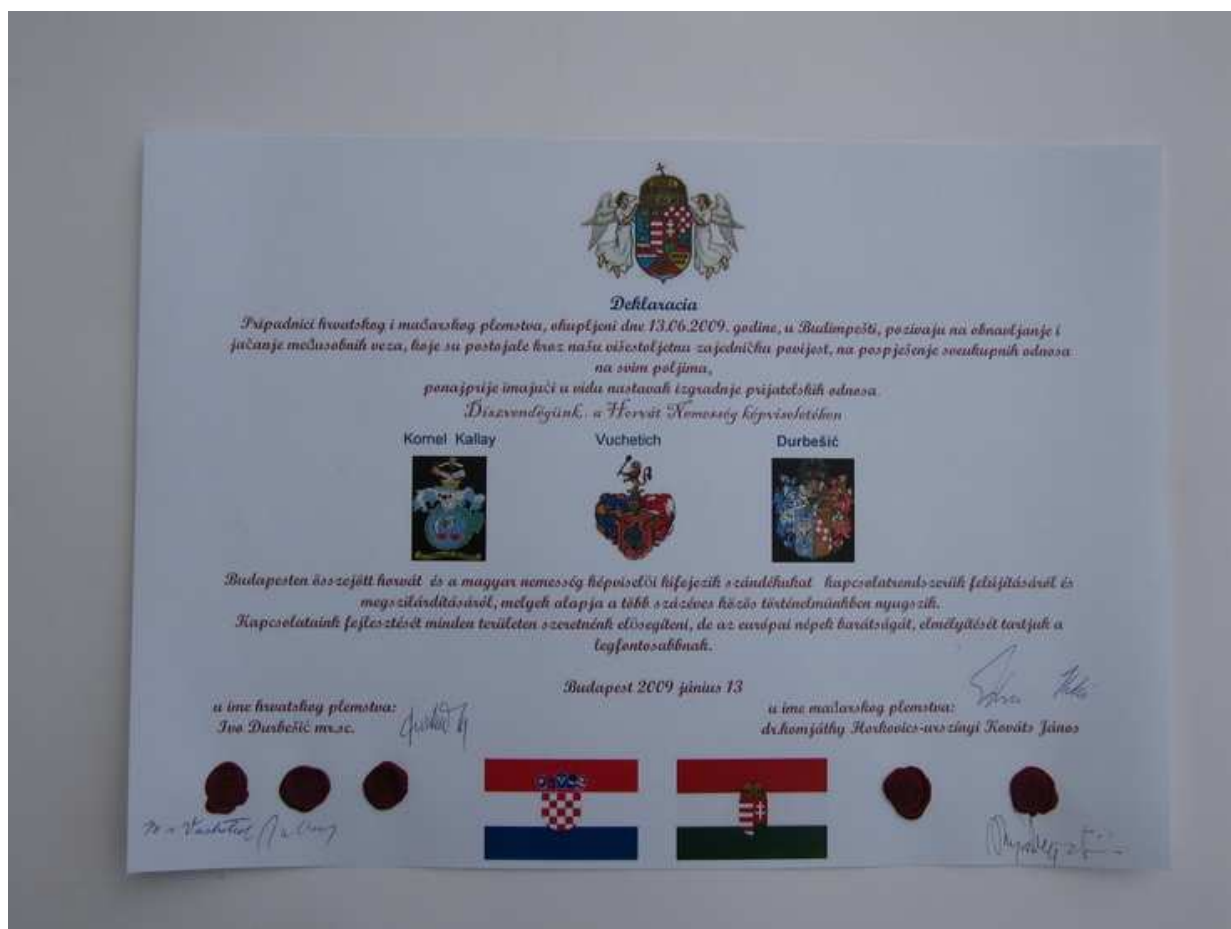 Deklaracia
Pripadnici hrvatskog i mađarskog plemstva, okupljeni dne 13.06.2009. godine, u Budimpešti, pozivaju na obnavljanje i
jačanje međusobnih veza, koje su postojale kroz našu višestoljetnu zajedničku povijest, na pospješenje sveukupnih odnosa
na svim poljima,
ponajprije imajući u vidu nastavak izgradnje prijatelskih odnosa.
Díszvendégünk, a Horvát Nemesség képviseletében
Kornel Kallay Vuchetich Durbešić
Budapesten összejött horvát és a magyar nemesség képviselői kifejezik szándékukat kapcsolatrendszerük felújításáról és
megszilárdításáról, melyek alapja a több százéves közös történelmünkben nyugszik.
Kapcsolataink fejlesztését minden területen szeretnénk elősegíteni, de az európai népek barátságát, elmélyítését tartjuk a
legfontosabbnak.
Budapest 2009 június 13
u ime hrvatskog plemstva:
Ivo Durbešić mr.sc.
u ime mađarskog plemstva:
dr.komjáthy Horkovics-urszinyi Kováts János